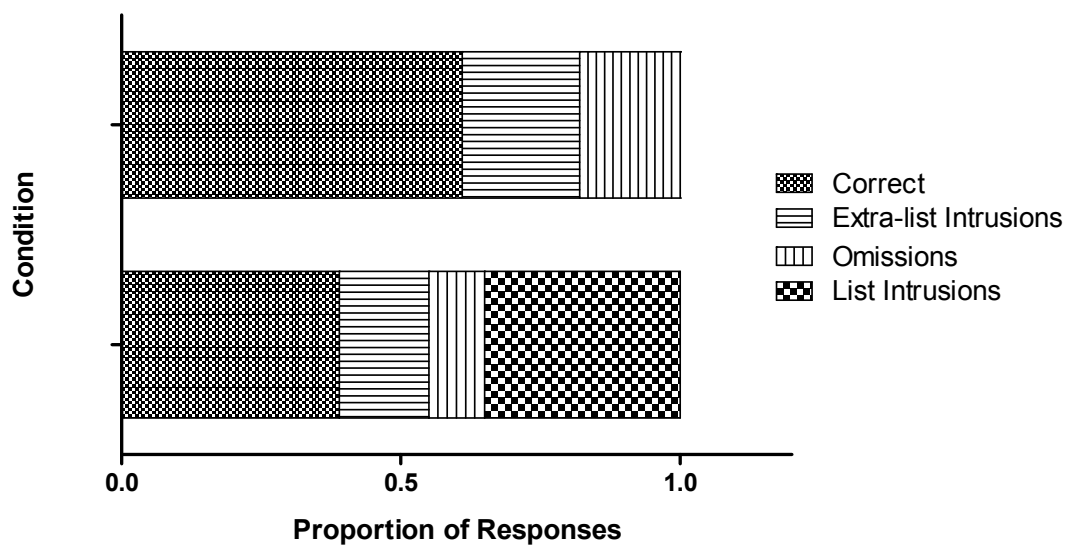 Condition
Correct
Extra-list Intrusions
Omissions
List Intrusions
0.0
0.5
1.0
Proportion of Responses